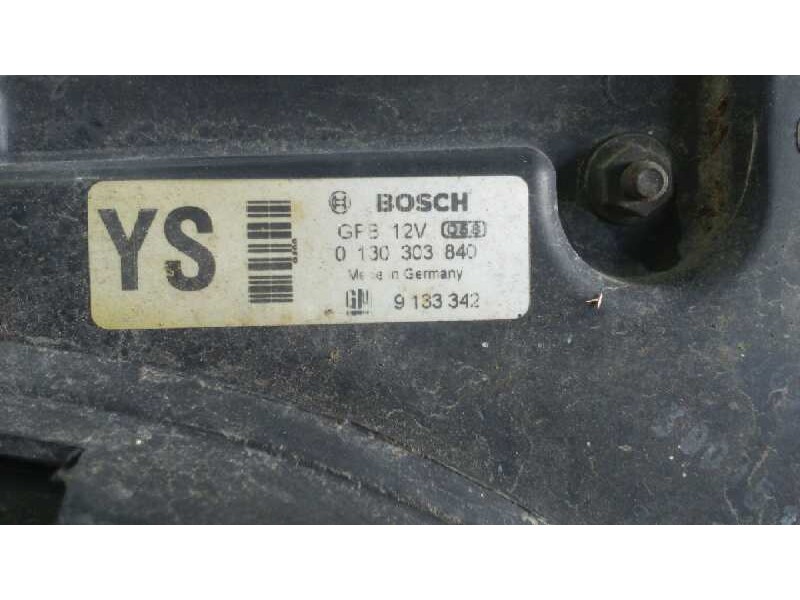 YS
BOSCH
GPB 12V
0 130 303 840
Made in Germany
GM 9 133 342